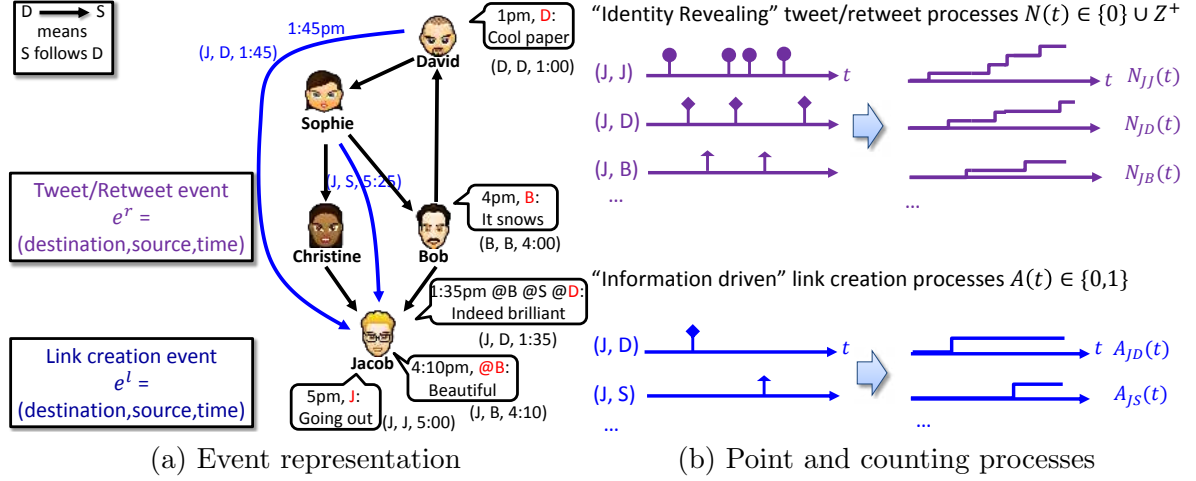 D → S
means
S follows D
1:45pm
(J, D, 1:45)
1pm, D:
Cool paper
(D, D, 1:00)
David
Sophie
(J, S, 5:25)
Tweet/Retweet event
e^r =
(destination,source,time)
4pm, B:
It snows
(B, B, 4:00)
Christine
Bob
1:35pm @B @S @D:
Indeed brilliant
(J, D, 1:35)
Link creation event
e^l =
(destination,source,time)
Jacob
4:10pm, @B:
Beautiful
(J, B, 4:10)
5pm, J:
Going out
(J, J, 5:00)
(a) Event representation
"Identity Revealing" tweet/retweet processes N(t) ∈ {0} ∪ Z⁺
(J, J) t t N_JJ(t)
(J, D) N_JD(t)
(J, B) N_JB(t)
... ...
"Information driven" link creation processes A(t) ∈ {0,1}
(J, D) t t A_JD(t)
(J, S) A_JS(t)
... ...
(b) Point and counting processes